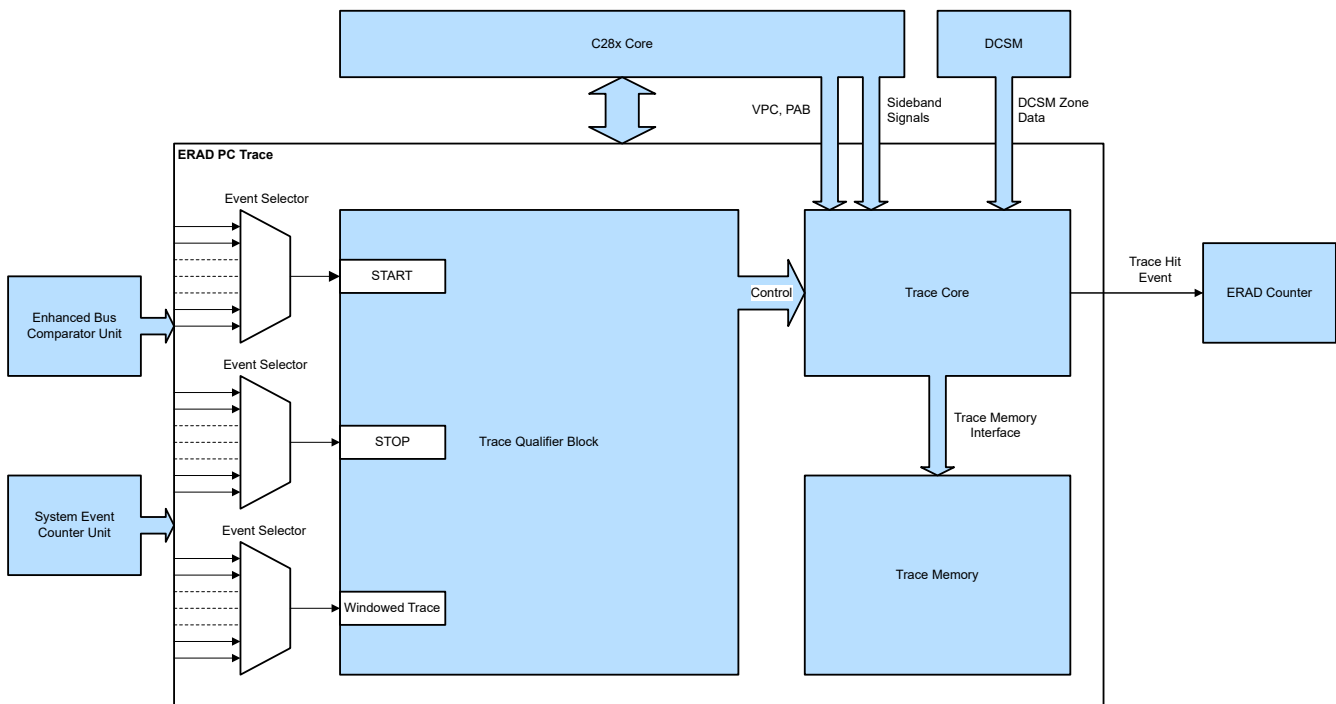 C28x Core
DCSM
VPC, PAB
Sideband
Signals
DCSM Zone
Data
ERAD PC Trace
Event Selector
START
Enhanced Bus
Comparator Unit
Control
Trace Core
Trace Hit
Event
ERAD Counter
Event Selector
STOP
Trace Qualifier Block
Trace Memory
Interface
System Event
Counter Unit
Event Selector
Windowed Trace
Trace Memory